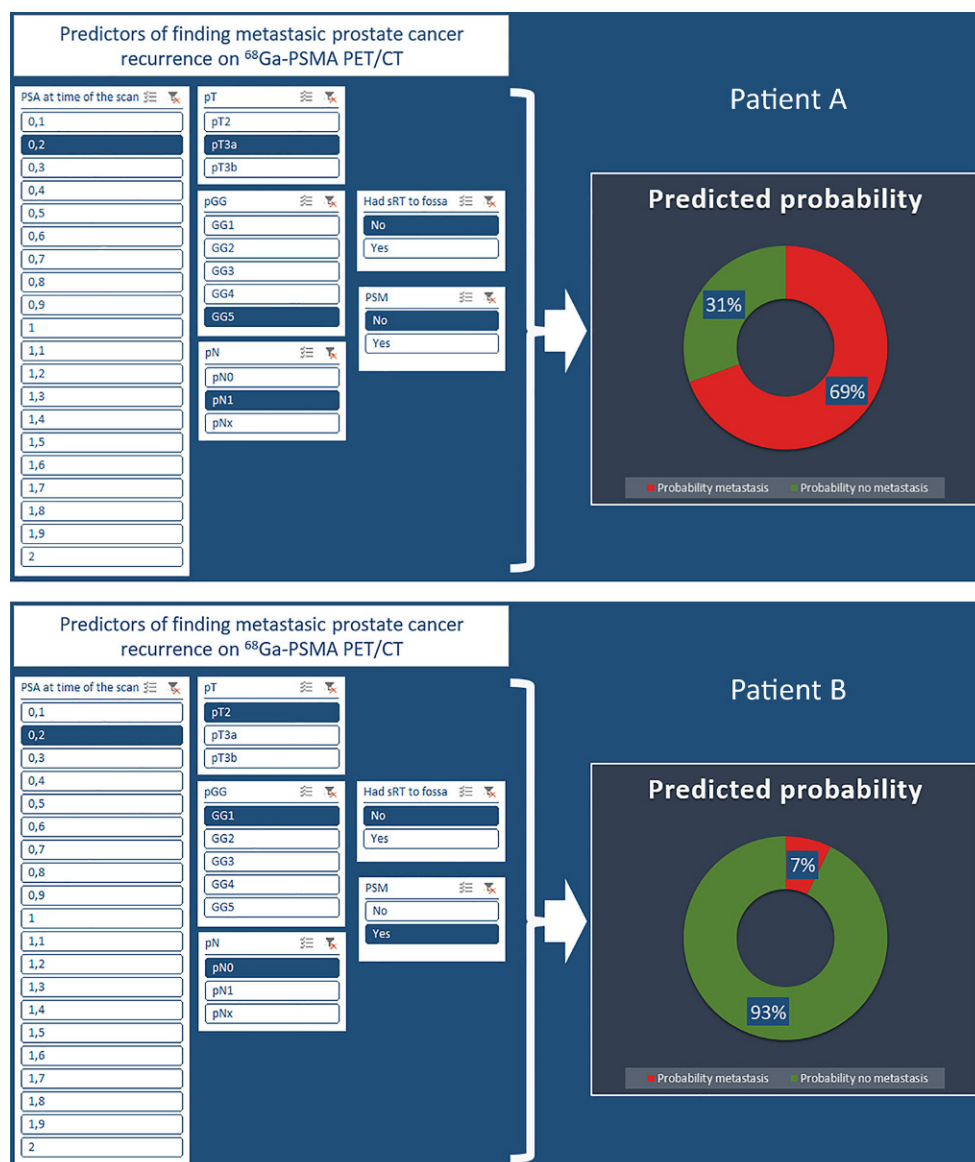 Predictors of finding metastasic prostate cancer
recurrence on ⁶⁸Ga-PSMA PET/CT
PSA at time of the scan
0,1
0,2
0,3
0,4
0,5
0,6
0,7
0,8
0,9
1
1,1
1,2
1,3
1,4
1,5
1,6
1,7
1,8
1,9
2
pT
pT2
pT3a
pT3b
pGG
GG1
GG2
GG3
GG4
GG5
pN
pN0
pN1
pNx
Had sRT to fossa
No
Yes
PSM
No
Yes
Patient A
Predicted probability
31%
69%
Probability metastasis
Probability no metastasis
Predictors of finding metastasic prostate cancer
recurrence on ⁶⁸Ga-PSMA PET/CT
PSA at time of the scan
0,1
0,2
0,3
0,4
0,5
0,6
0,7
0,8
0,9
1
1,1
1,2
1,3
1,4
1,5
1,6
1,7
1,8
1,9
2
pT
pT2
pT3a
pT3b
pGG
GG1
GG2
GG3
GG4
GG5
pN
pN0
pN1
pNx
Had sRT to fossa
No
Yes
PSM
No
Yes
Patient B
Predicted probability
7%
93%
Probability metastasis
Probability no metastasis